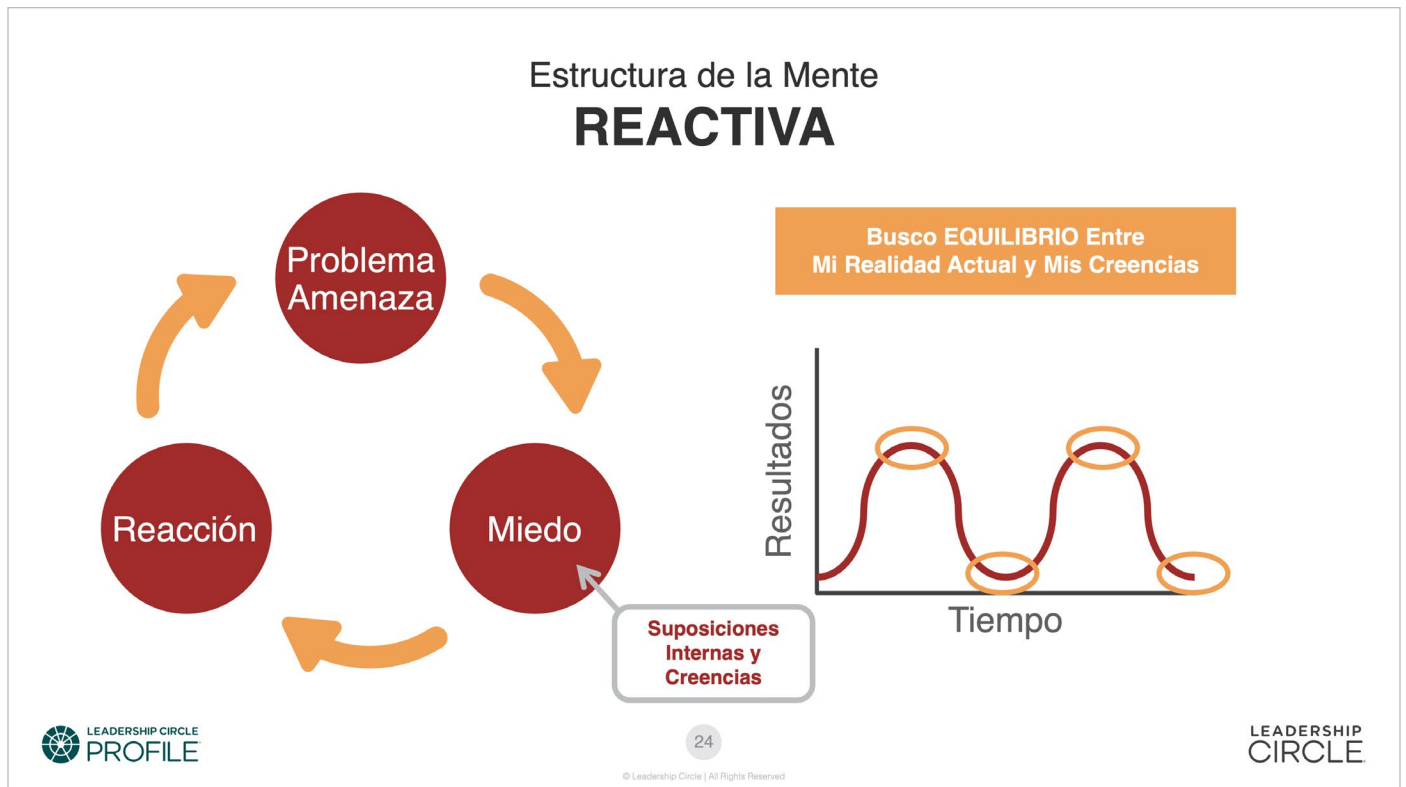 Estructura de la Mente
REACTIVA
Problema
Amenaza
Miedo
Reacción
Suposiciones
Internas y
Creencias
Busco EQUILIBRIO Entre
Mi Realidad Actual y Mis Creencias
Resultados
Tiempo
LEADERSHIP CIRCLE
PROFILE
24
© Leadership Circle | All Rights Reserved
LEADERSHIP
CIRCLE